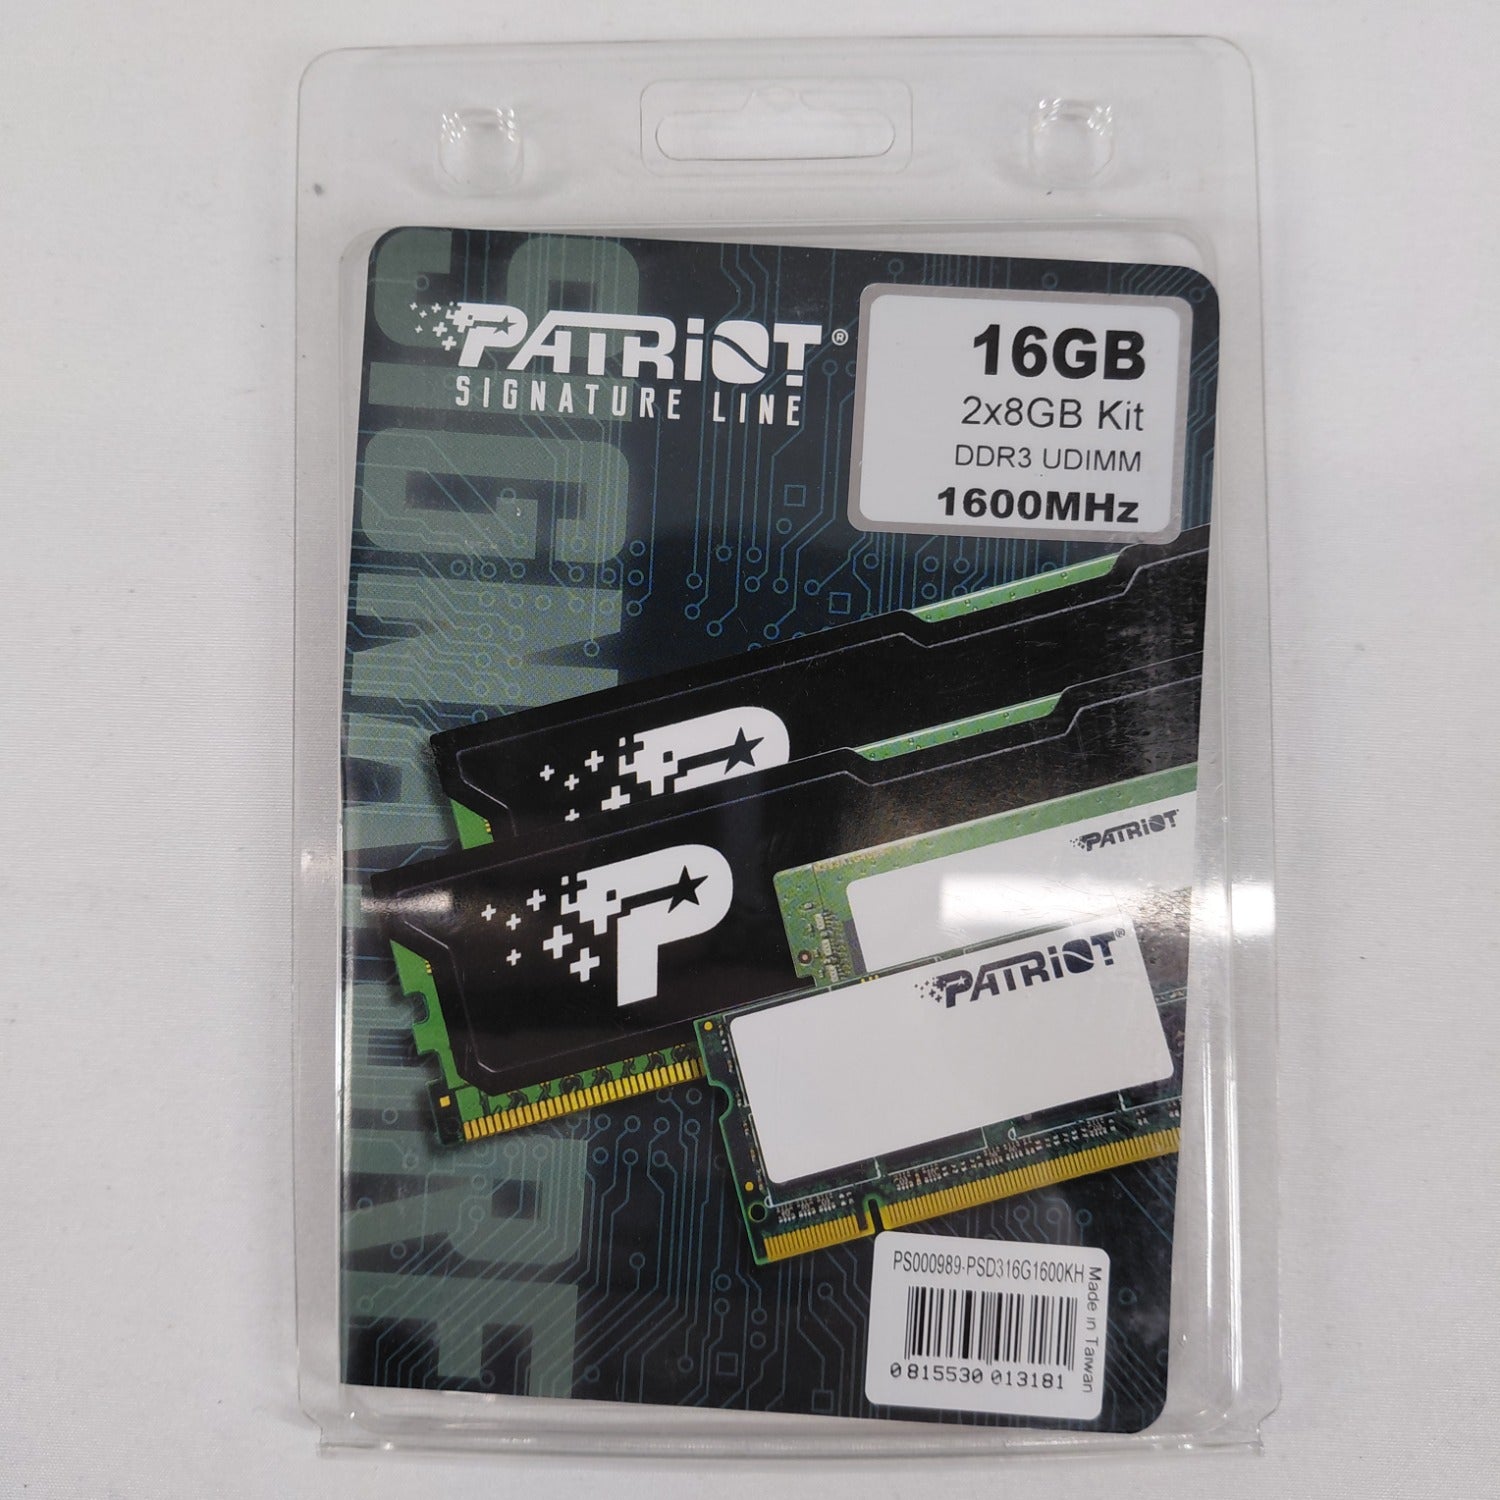 PATRIOT®
SIGNATURE LINE
16GB
2x8GB Kit
DDR3 UDIMM
1600MHz
SIGNATURE
P
P
PATRIOT
PATRIOT®
PS000989-PSD316G1600KH
Made in Taiwan
0 815530 013181